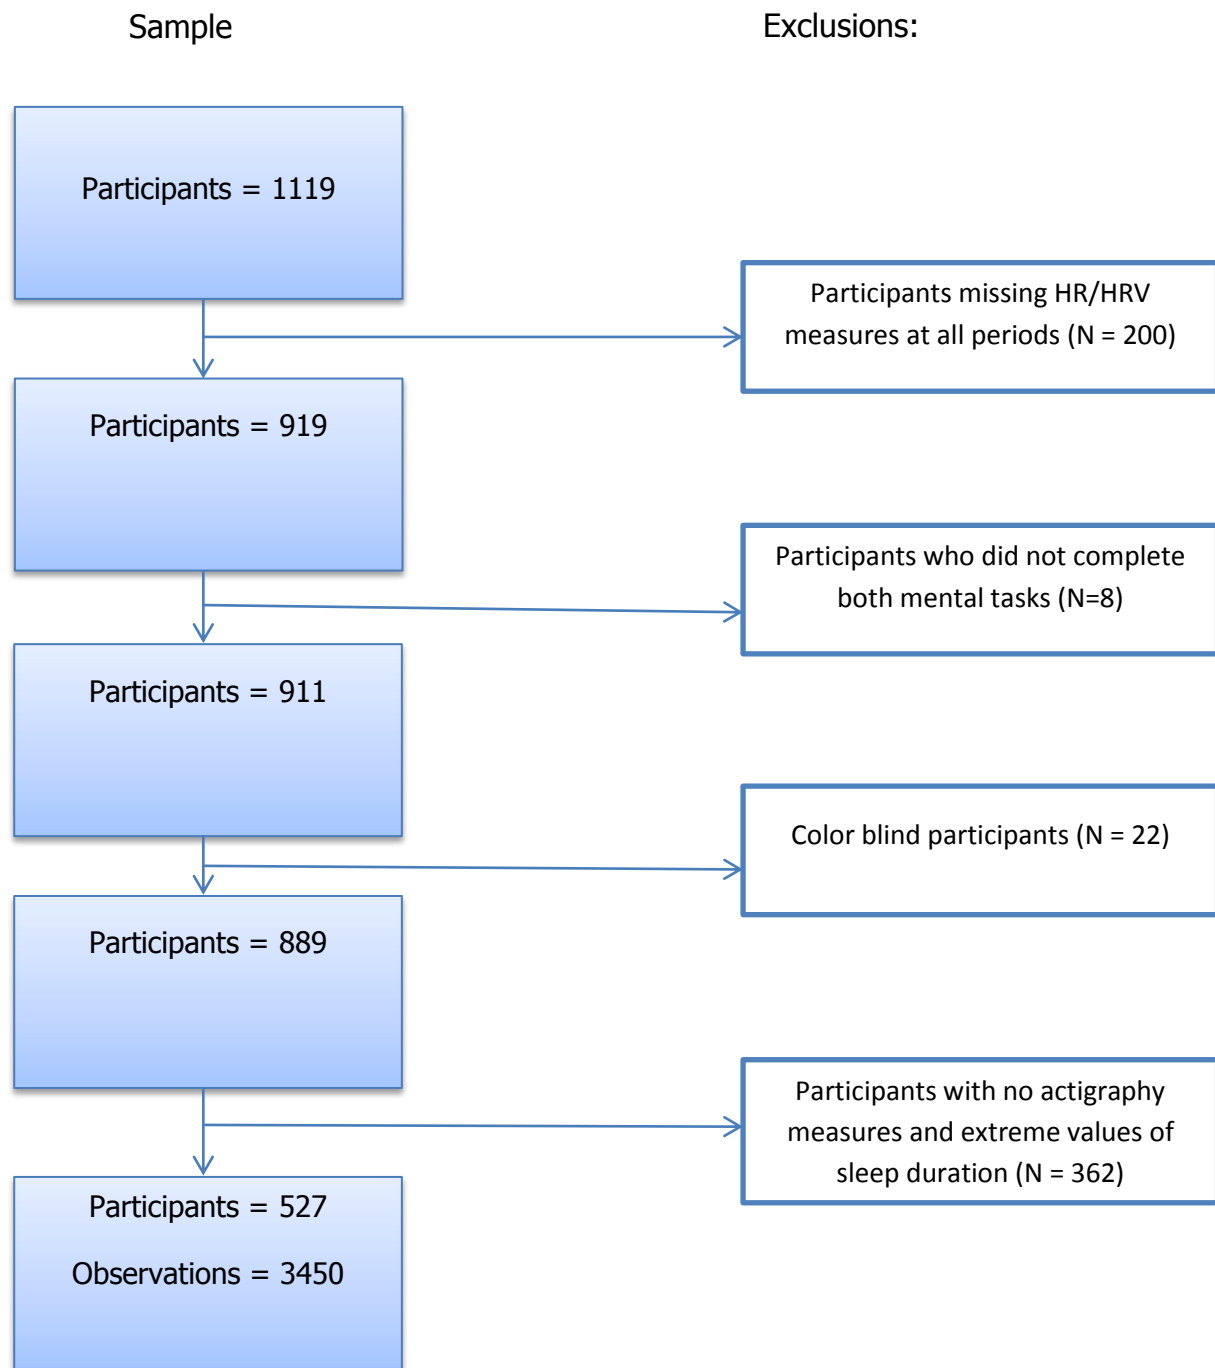 Sample
Exclusions:
Participants = 1119
Participants missing HR/HRV
measures at all periods (N = 200)
Participants = 919
Participants who did not complete
both mental tasks (N=8)
Participants = 911
Color blind participants (N = 22)
Participants = 889
Participants with no actigraphy
measures and extreme values of
sleep duration (N = 362)
Participants = 527
Observations = 3450